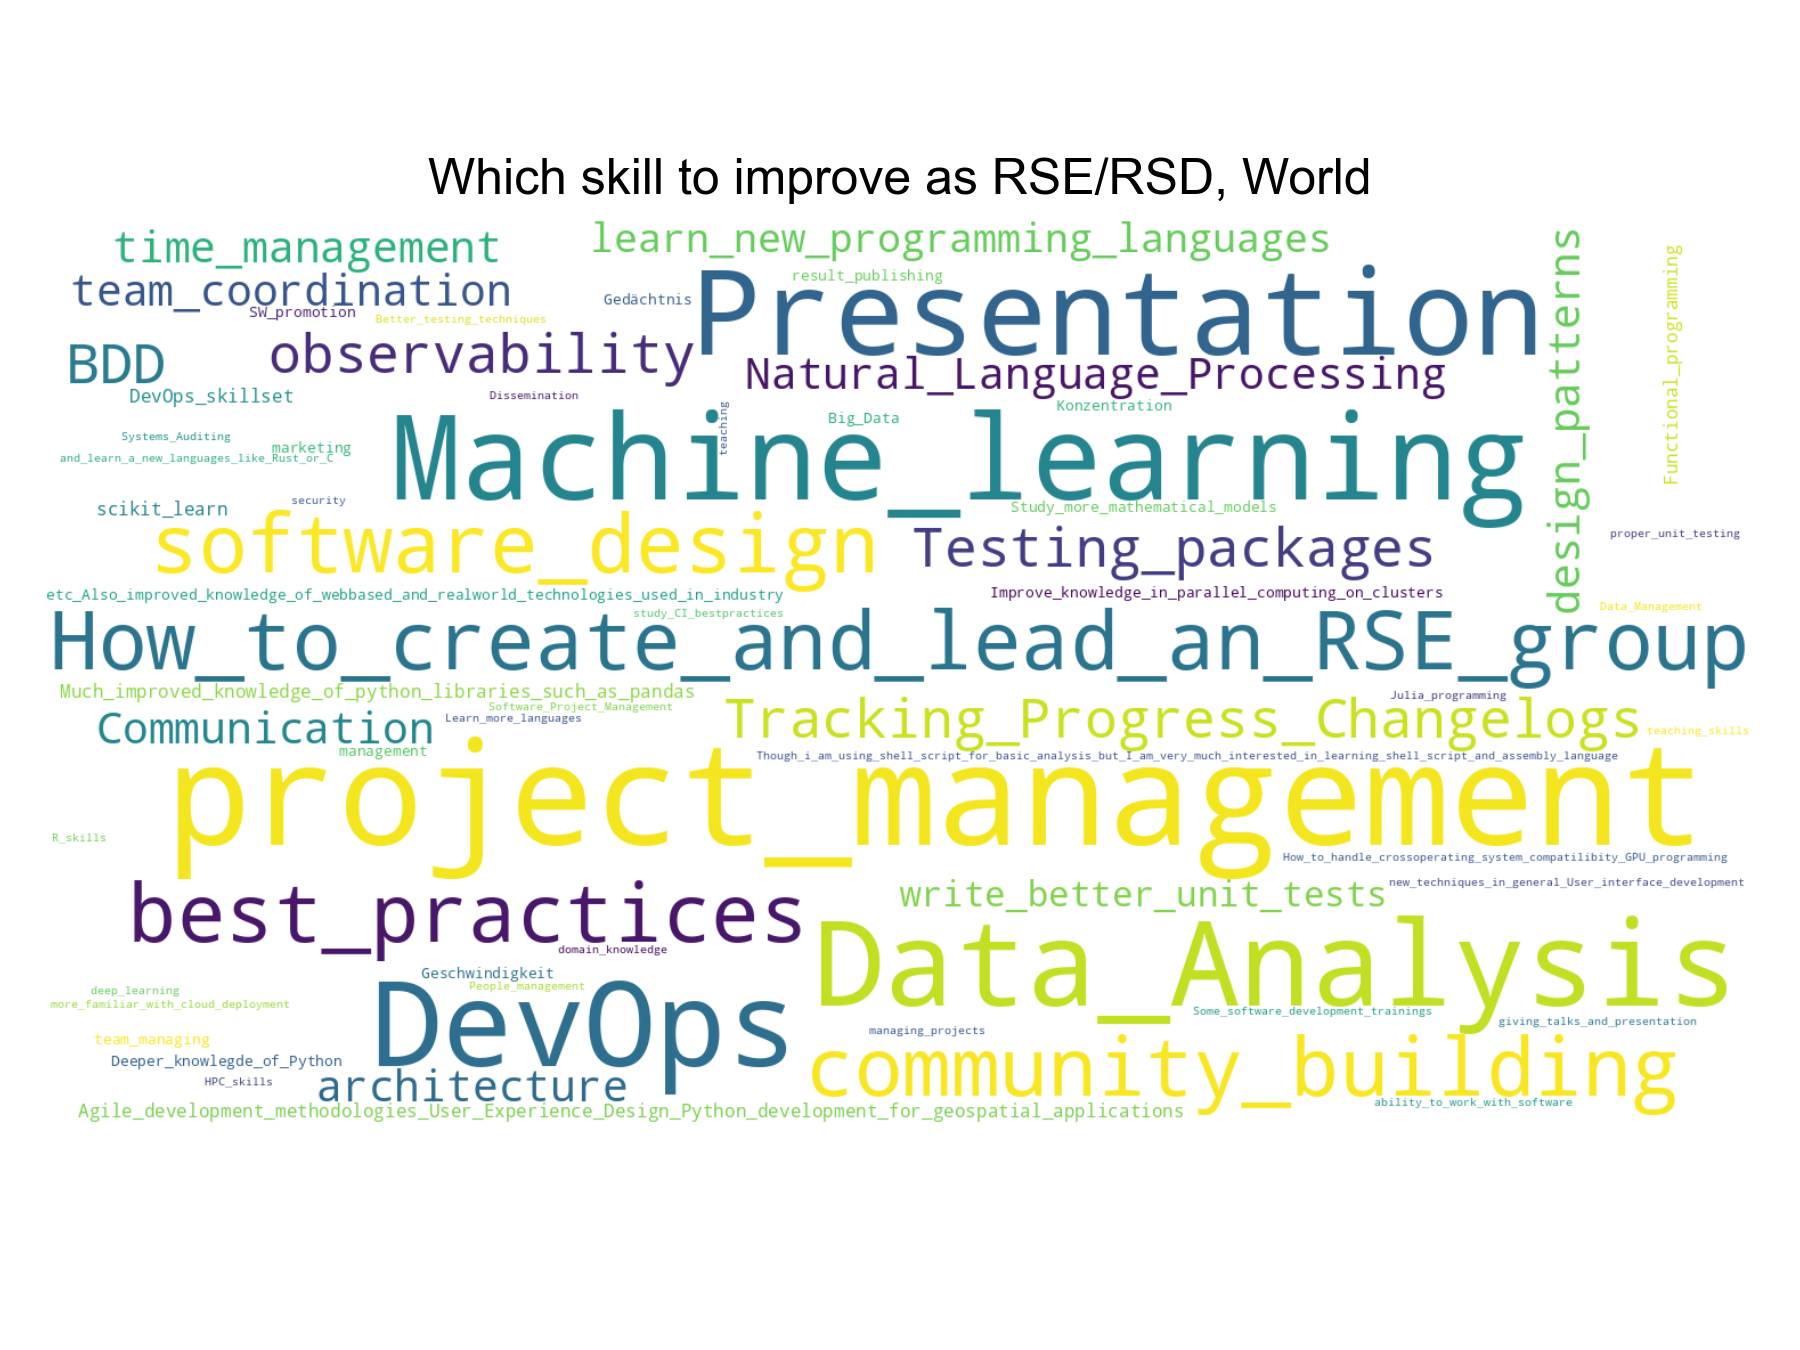 Which skill to improve as RSE/RSD, World
time_management
learn_new_programming_languages
design_patterns
Functional_programming
team_coordination
result_publishing
Gedächtnis
Presentation
SW_promotion
Better_testing_techniques
BDD
observability
Natural_Language_Processing
DevOps_skillset
Dissemination
teaching
Big_Data
Konzentration
Systems_Auditing
marketing
and_learn_a_new_languages_like_Rust_or_C
Machine_learning
scikit_learn
security
Study_more_mathematical_models
software_design
Testing_packages
proper_unit_testing
etc_Also_improved_knowledge_of_webbased_and_realworld_technologies_used_in_industry
Improve_knowledge_in_parallel_computing_on_clusters
study_CI_bestpractices
Data_Management
How_to_create_and_lead_an_RSE_group
Much_improved_knowledge_of_python_libraries_such_as_pandas
Julia_programming
Software_Project_Management
Communication
Learn_more_languages
Tracking_Progress_Changelogs
teaching_skills
management
Though_i_am_using_shell_script_for_basic_analysis_but_I_am_very_much_interested_in_learning_shell_script_and_assembly_language
project_management
R_skills
How_to_handle_crossoperating_system_compatilibity_GPU_programming
best_practices
write_better_unit_tests
new_techniques_in_general_User_interface_development
domain_knowledge
Data_Analysis
Geschwindigkeit
deep_learning
People_management
more_familiar_with_cloud_deployment
DevOps
Some_software_development_trainings
giving_talks_and_presentation
team_managing
managing_projects
Deeper_knowlegde_of_Python
community_building
HPC_skills
architecture
ability_to_work_with_software
Agile_development_methodologies_User_Experience_Design_Python_development_for_geospatial_applications